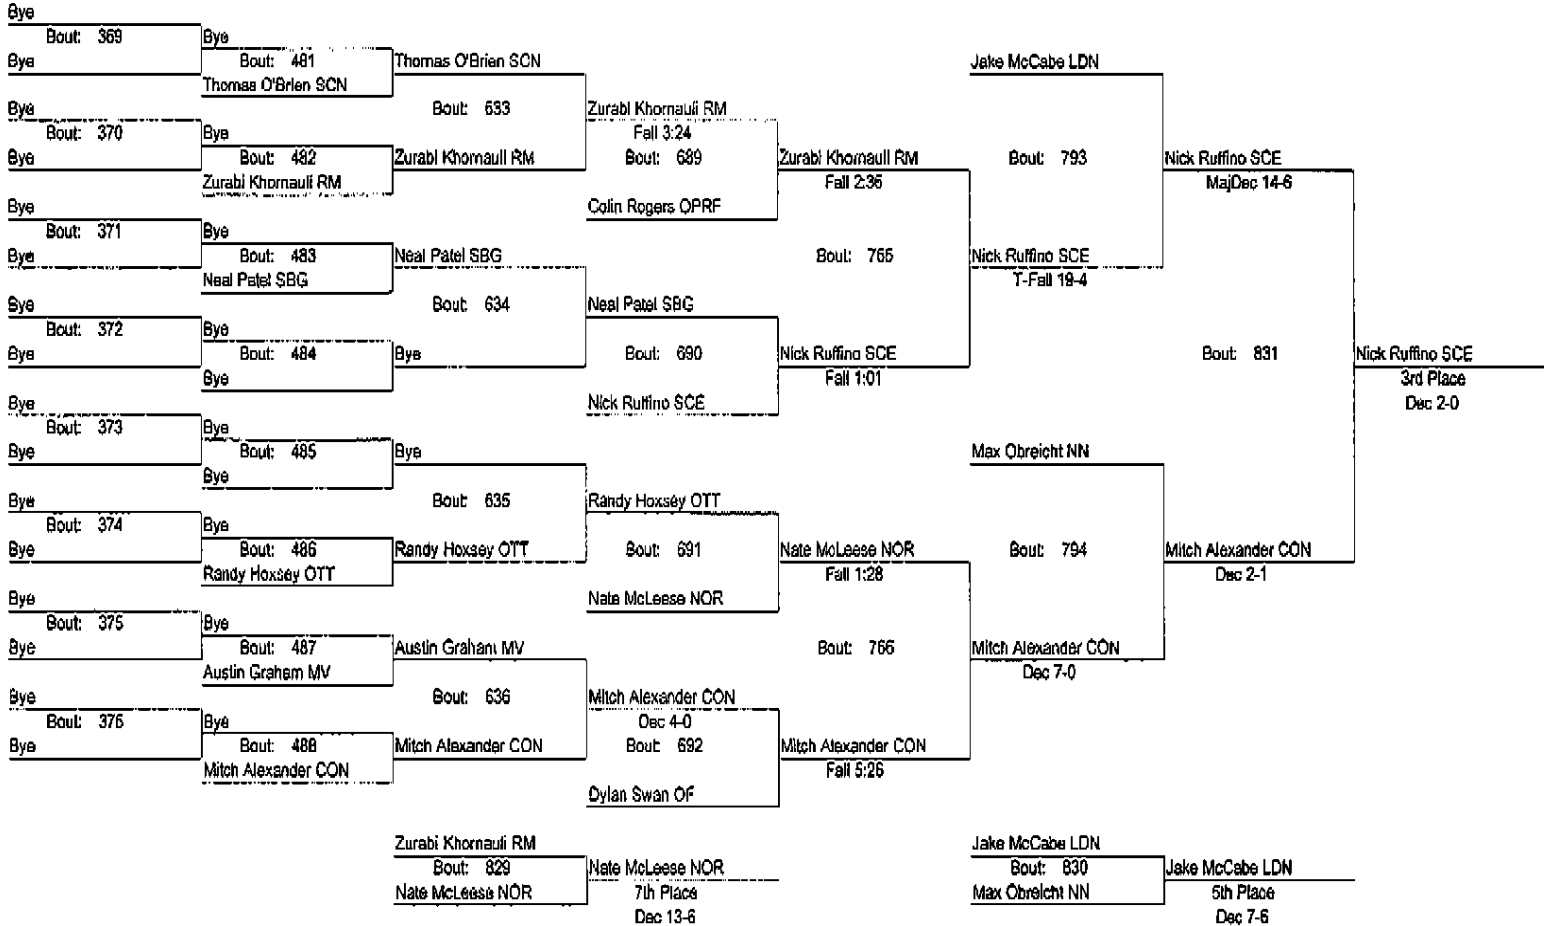 Bye
Bout: 369
Bye
Bye
Bout: 481
Thomas O'Brien SCN
Thomas O'Brien SCN
Jake McCabe LDN
Bye
Bout: 370
Bye
Bye
Bout: 482
Zurabi Khornauli RM
Bout: 633
Zurabi Khornauli RM
Zurabi Khornauli RM
Fall 3:24
Bout: 689
Zurabi Khornauli RM
Fall 2:36
Bout: 793
Nick Ruffino SCE
MajDec 14-6
Bye
Bout: 371
Bye
Bye
Bout: 483
Neal Patel SBG
Neal Patel SBG
Colin Rogers OPRF
Bout: 765
Nick Ruffino SCE
T-Fall 19-4
Bye
Bout: 372
Bye
Bye
Bout: 484
Bye
Bout: 634
Bye
Neal Patel SBG
Bout: 690
Nick Ruffino SCE
Nick Ruffino SCE
Fall 1:01
Bout: 831
Nick Ruffino SCE
3rd Place
Dec 2-0
Bye
Bout: 373
Bye
Bye
Bout: 485
Bye
Bye
Max Obreicht NN
Bye
Bout: 374
Bye
Bye
Bout: 486
Randy Hoxsey OTT
Bout: 635
Randy Hoxsey OTT
Randy Hoxsey OTT
Bout: 691
Nate McLeese NOR
Nate McLeese NOR
Fall 1:28
Bout: 794
Mitch Alexander CON
Dec 2-1
Bye
Bout: 375
Bye
Bye
Bout: 487
Austin Graham MV
Austin Graham MV
Bout: 766
Mitch Alexander CON
Dec 7-0
Bye
Bout: 376
Bye
Bye
Bout: 488
Mitch Alexander CON
Bout: 636
Mitch Alexander CON
Mitch Alexander CON
Dec 4-0
Bout: 692
Dylan Swan OF
Mitch Alexander CON
Fall 5:26
Zurabi Khornauli RM
Bout: 829
Nate McLeese NOR
Nate McLeese NOR
7th Place
Dec 13-6
Jake McCabe LDN
Bout: 830
Max Obreicht NN
Jake McCabe LDN
5th Place
Dec 7-6